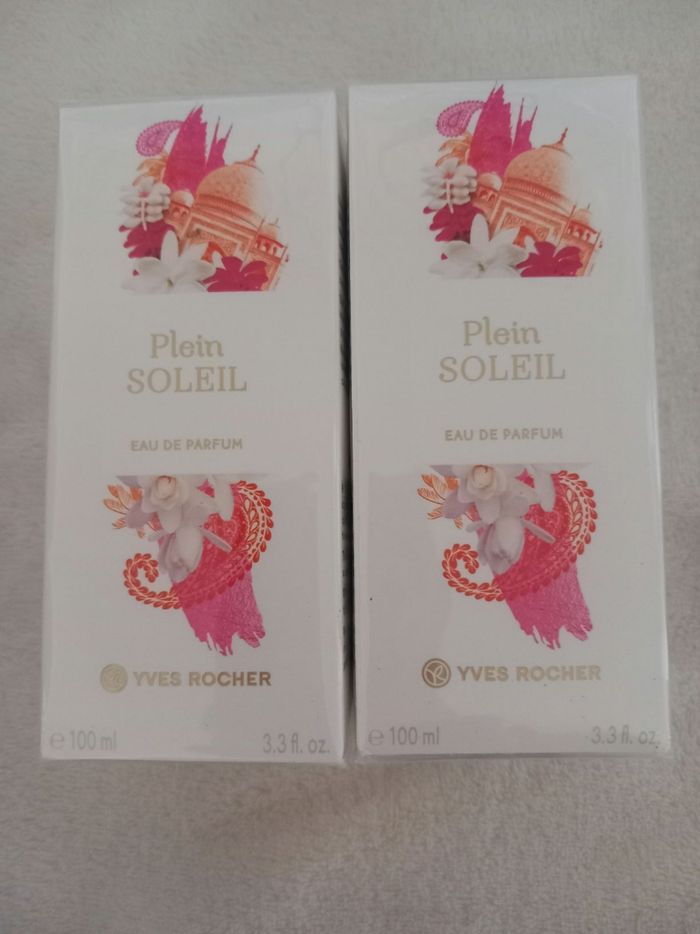 Plein
SOLEIL
EAU DE PARFUM
YVES ROCHER
e 100 ml 3.3 fl. oz.
Plein
SOLEIL
EAU DE PARFUM
YVES ROCHER
e 100 ml 3.3 fl. oz.